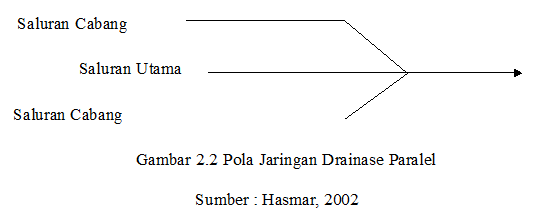 Saluran Cabang
Saluran Utama
Saluran Cabang
Gambar 2.2 Pola Jaringan Drainase Paralel
Sumber : Hasmar, 2002